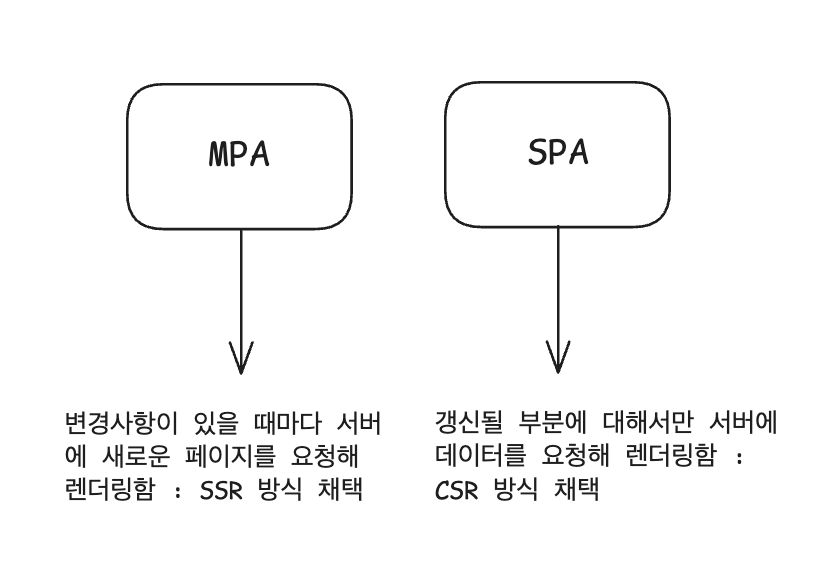 MPA
SPA
변경사항이 있을 때마다 서버
에 새로운 페이지를 요청해
렌더링함 : SSR 방식 채택
갱신될 부분에 대해서만 서버에
데이터를 요청해 렌더링함 :
CSR 방식 채택